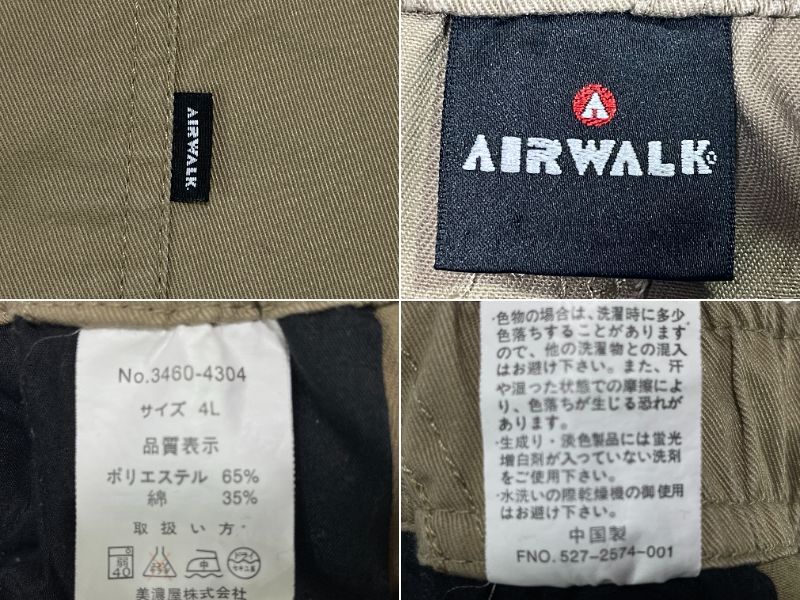 AIRWALK
A
AIRWALK®
No.3460-4304
サイズ 4L
品質表示
ポリエステル 65%
綿 35%
取扱い方
弱
40
中
美濃屋株式会社
・色物の場合は、洗濯時に多少
色落ちすることがあります
ので、他の洗濯物との混入
はお避け下さい。また、汗
や湿った状態での摩擦によ
り、色落ちが生じる恐れが
あります。
・生成り・淡色製品には蛍光
増白剤が入っていない洗剤
をご使用下さい。
・水洗いの際乾燥機の御使用
はお避け下さい。
中国製
FNO. 527-2574-001